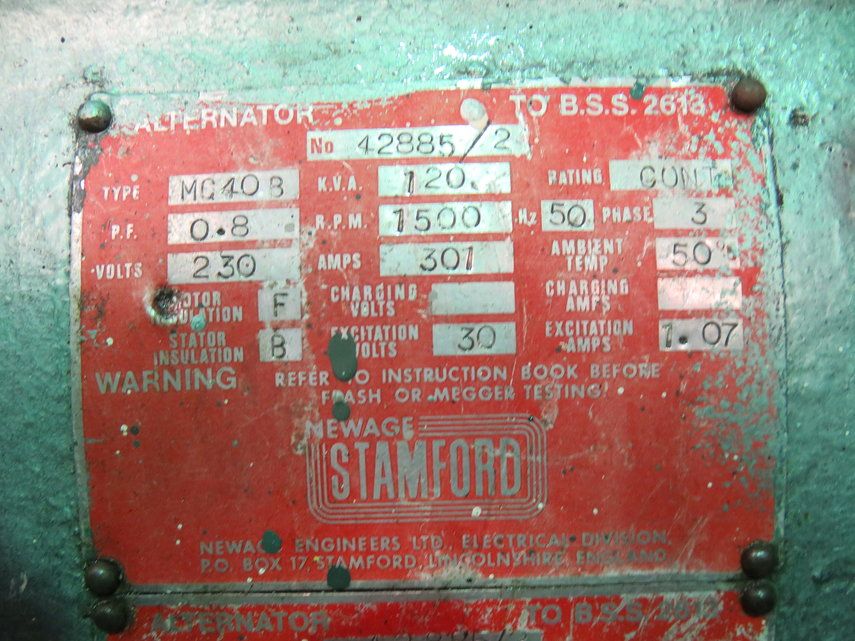 ALTERNATOR TO B.S.S. 2613
No 42885/2
TYPE K.V.A. 120. RATING CONT
P.F. 0.8 R.P.M. 1500 Hz 50 PHASE 3
VOLTS 230 AMPS 301 AMBIENT TEMP 50°
ROTOR INSULATION F CHARGING VOLTS CHARGING AMPS
STATOR INSULATION B EXCITATION VOLTS 30 EXCITATION AMPS 1.07
WARNING REFER TO INSTRUCTION BOOK BEFORE
FLASH OR MEGGER TESTING!
NEWAGE
STAMFORD
NEWAGE ENGINEERS LTD., ELECTRICAL DIVISION,
P.O. BOX 17, STAMFORD, LINCOLNSHIRE, ENGLAND.
ALTERNATOR TO B.S.S. 2613